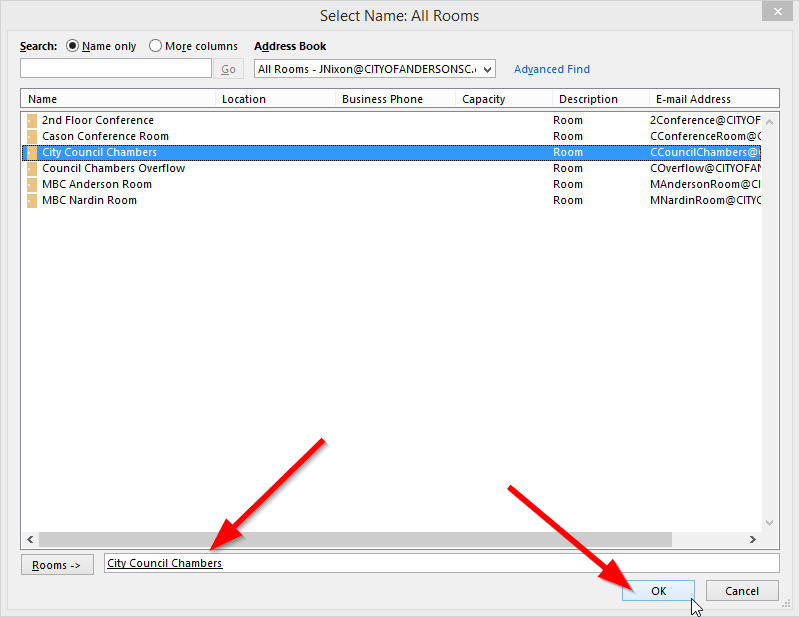 Select Name: All Rooms
Search: Name only More columns Address Book
Go All Rooms - JNixon@CITYOFANDERSONSC. Advanced Find
Name Location Business Phone Capacity Description E-mail Address
2nd Floor Conference Room 2Conference@CITYOF
Cason Conference Room Room CConferenceRoom@C
City Council Chambers Room CCouncilChambers@
Council Chambers Overflow Room COverflow@CITYOFAN
MBC Anderson Room Room MAndersonRoom@CI
MBC Nardin Room Room MNardinRoom@CITYO
Rooms -> City Council Chambers
OK Cancel